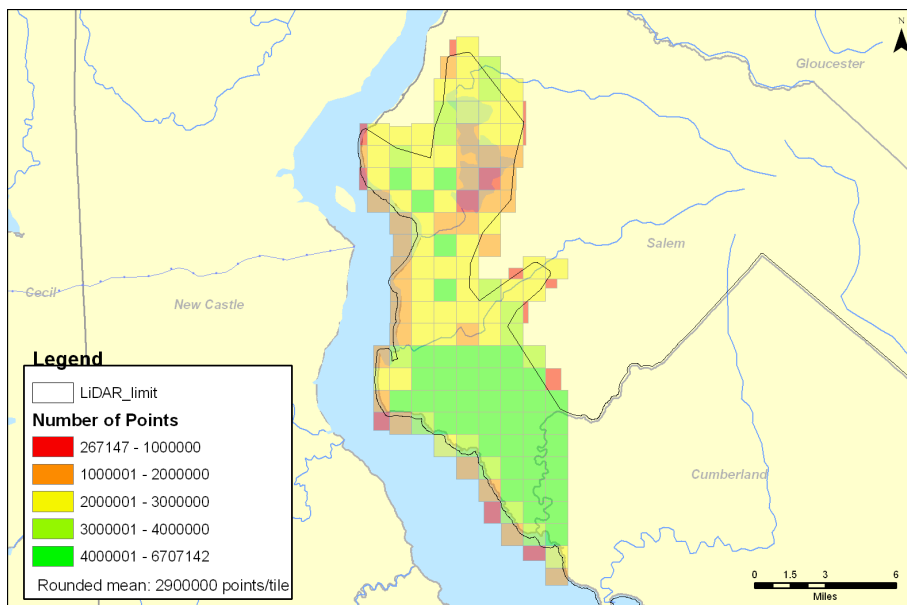 N
Gloucester
Salem
Cecil
New Castle
Cumberland
Legend
LiDAR_limit
Number of Points
267147 - 1000000
1000001 - 2000000
2000001 - 3000000
3000001 - 4000000
4000001 - 6707142
Rounded mean: 2900000 points/tile
0 1.5 3 6
Miles